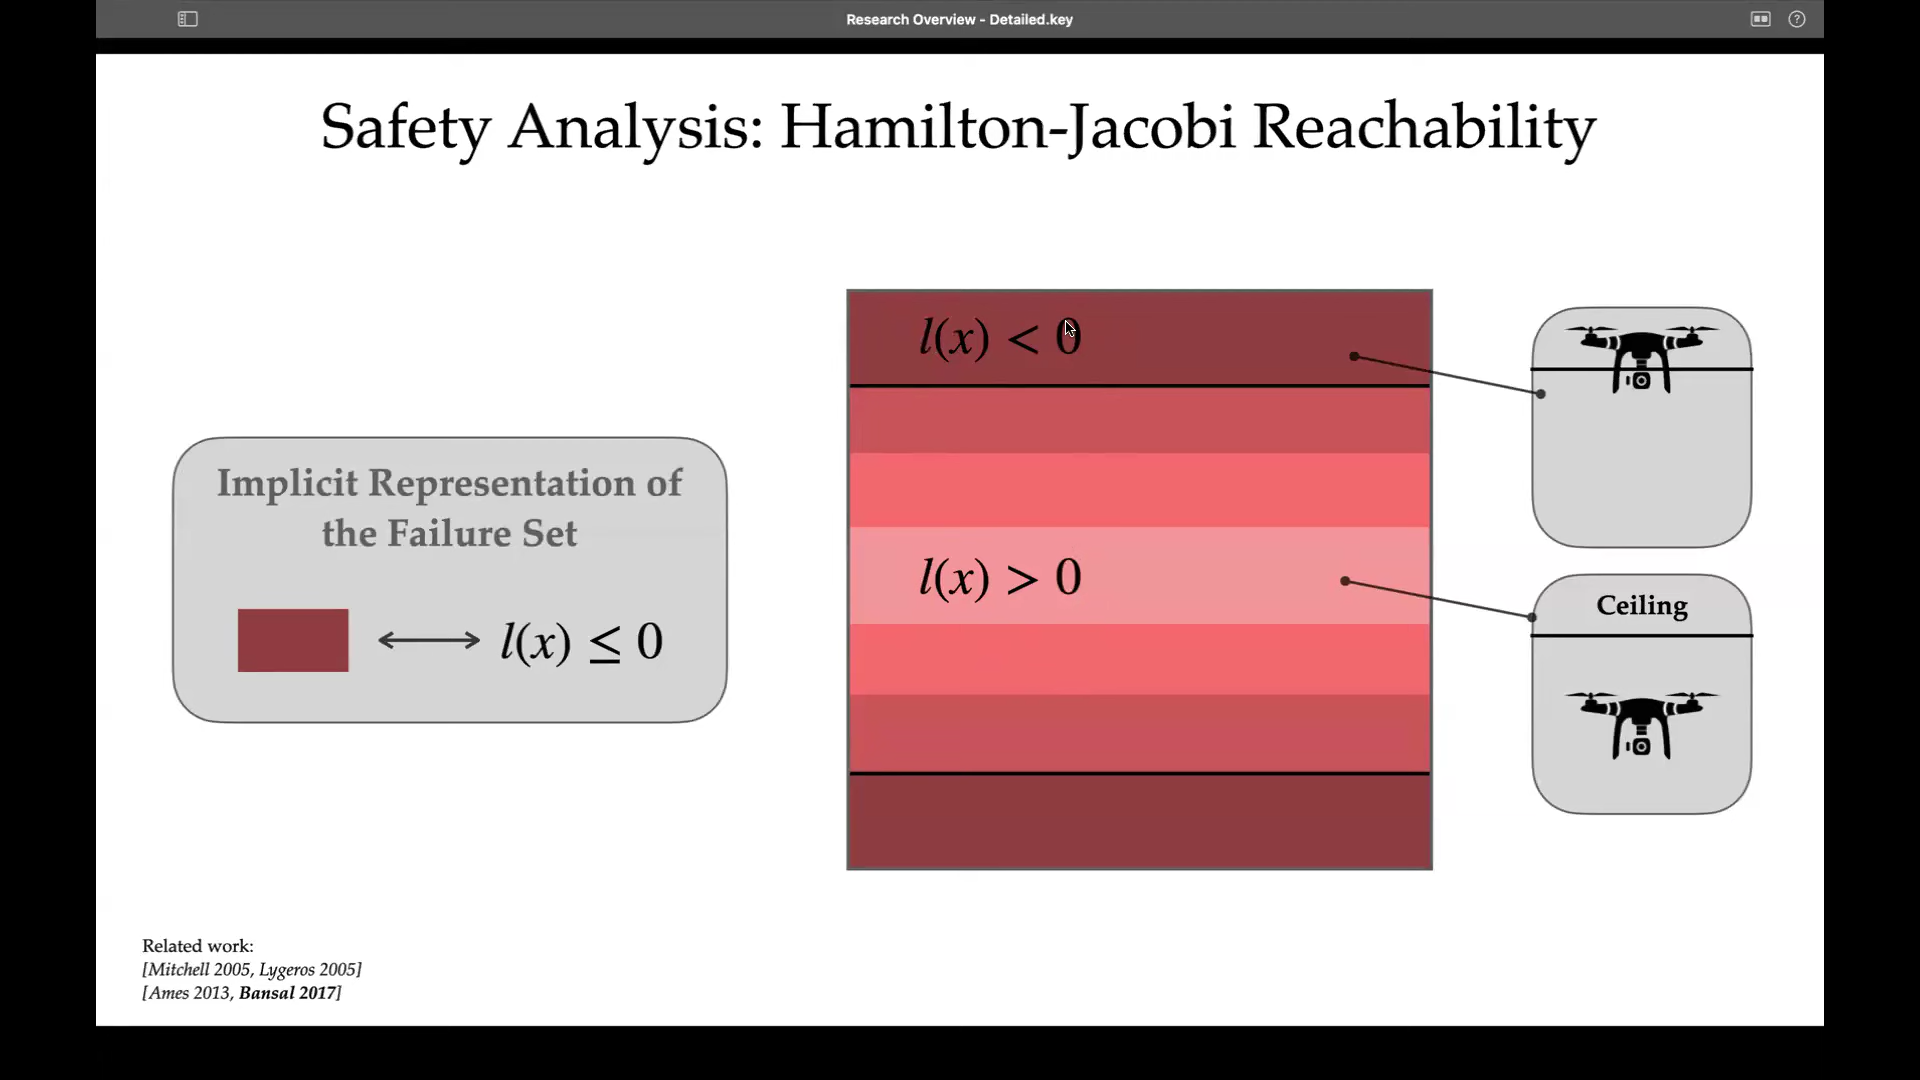 Research Overview - Detailed.key
Safety Analysis: Hamilton-Jacobi Reachability
l(x) < 0
Implicit Representation of
the Failure Set
l(x) ≤ 0
l(x) > 0
Ceiling
Related work:
[Mitchell 2005, Lygeros 2005]
[Ames 2013, Bansal 2017]